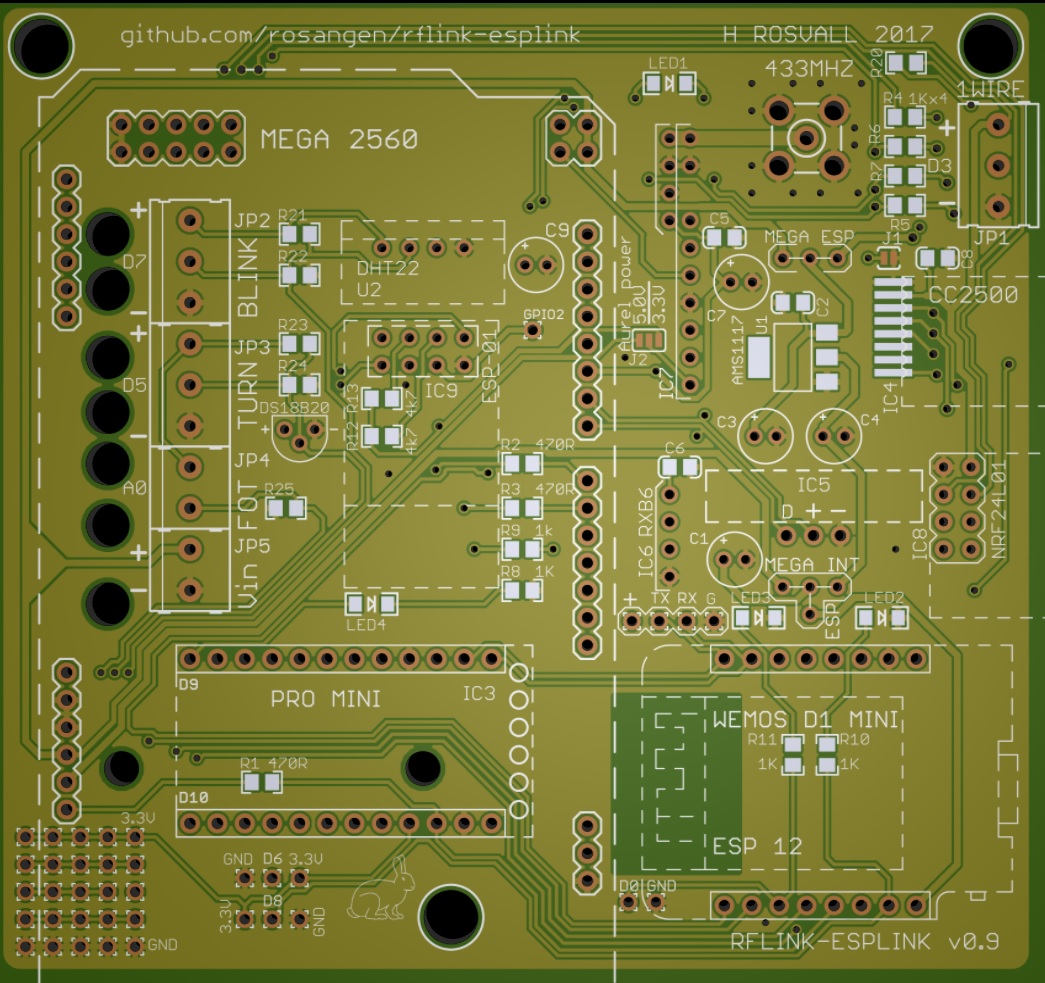 github.com/rosangen/rflink-esplink
H ROSVALL 2017
LED1
433MHZ
R20
1WIRE
R4 1Kx4
+
MEGA 2560
R6
D3
R7
R5
-
JP1
+
JP2
R21
D7
BLINK
R22
-
DHT22
U2
C9
C5
MEGA ESP
J1
C8
CC2500
Aurel power
5.0V
3.3V
J2
C7
U1
AMS1117
C2
GPIO2
+
JP3
R23
D5
TURN
R24
-
DS18B20
+
-
ESP_01
IC9
R13
4k7
R12
4k7
IC7
IC4
C3
C4
A0
JP4
FOT
R25
R2 470R
R3 470R
R9 1k
R8 1K
C6
IC6 RXB6
IC5
D + -
C1
MEGA INT
ESP
IC8
NRF24L01
+
JP5
Vin
-
LED4
+ TX RX G
LED3
LED2
D9
PRO MINI
IC3
WEMOS D1 MINI
R11
R10
1K
1K
R1 470R
D10
3.3V
ESP 12
GND D6 3.3V
D8
3.3V
GND
GND
D0 GND
RFLINK-ESPLINK v0.9